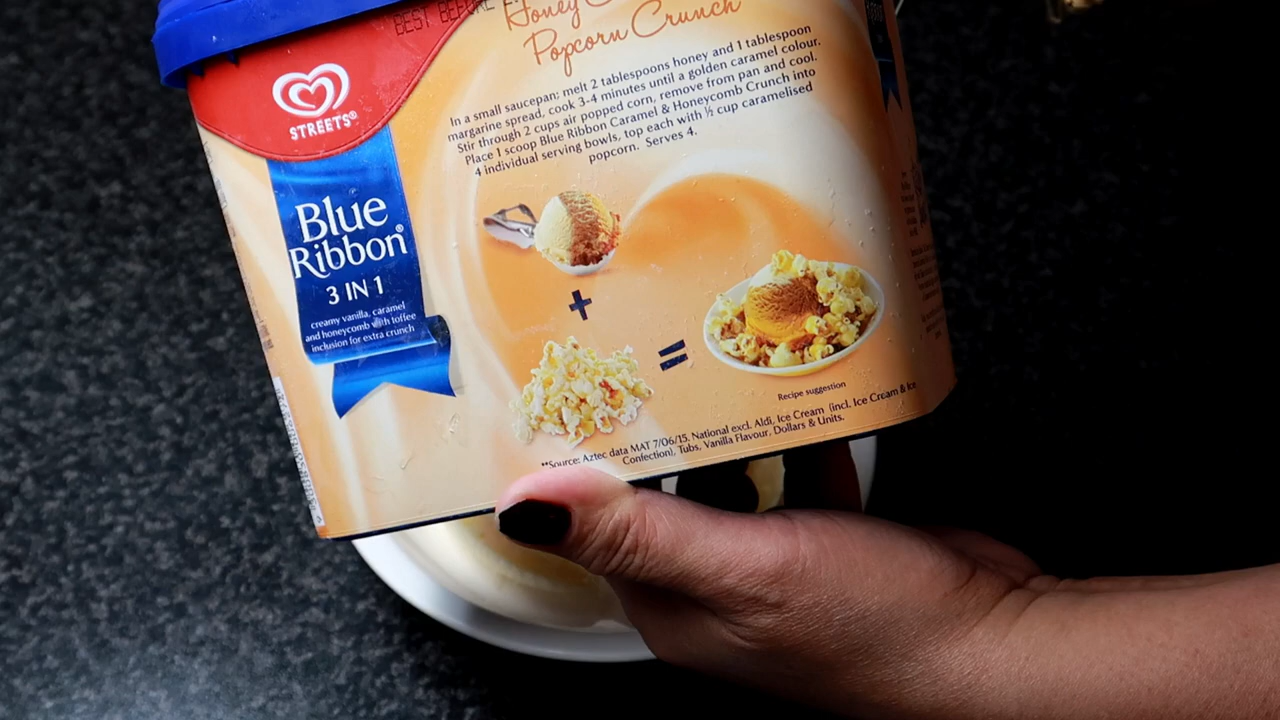 BEST BEFORE
Honey
Popcorn Crunch
In a small saucepan: melt 2 tablespoons honey and 1 tablespoon
margarine spread, cook 3-4 minutes until a golden caramel colour.
Stir through 2 cups air popped corn, remove from pan and cool.
Place 1 scoop Blue Ribbon Caramel & Honeycomb Crunch into
4 individual serving bowls, top each with ½ cup caramelised
popcorn. Serves 4.
STREETS®
Blue
Ribbon®
3 IN 1
creamy vanilla, caramel
and honeycomb with toffee
inclusion for extra crunch
+
=
Recipe suggestion
**Source: Aztec data MAT 7/06/15. National excl. Aldi, Ice Cream (incl. Ice Cream & Ice
Confection), Tubs, Vanilla Flavour, Dollars & Units.